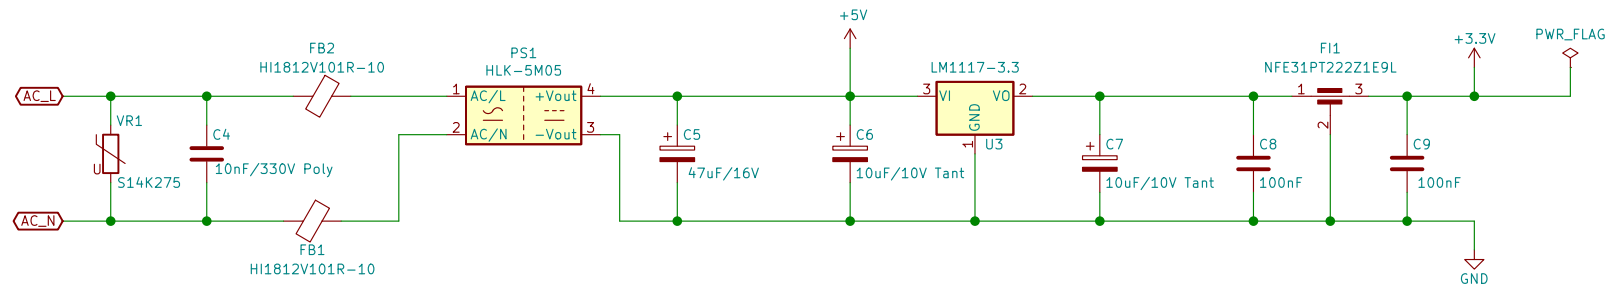 +5V
PWR_FLAG
+3.3V
FB2
HI1812V101R-10
PS1
HLK-5M05
LM1117-3.3
FI1
NFE31PT222Z1E9L
AC_L
1
AC/L
+Vout
4
3
VI
VO
2
1
3
VR1
C4
2
AC/N
-Vout
3
+
C5
+
C6
GND
1
U3
+
C7
2
C8
C9
U
S14K275
10nF/330V Poly
47uF/16V
10uF/10V Tant
10uF/10V Tant
100nF
100nF
AC_N
FB1
HI1812V101R-10
GND